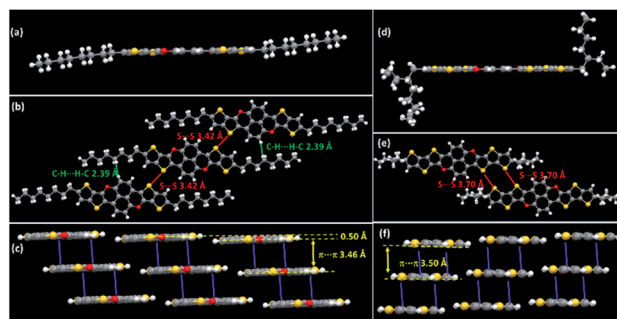 (a)
(b)
S···S 3.42 Å
C-H···H-C 2.39 Å
C-H···H-C 2.39 Å
S···S 3.42 Å
(c)
0.50 Å
π···π 3.46 Å
(d)
(e)
S···S 3.70 Å
S···S 3.70 Å
(f)
π···π 3.50 Å